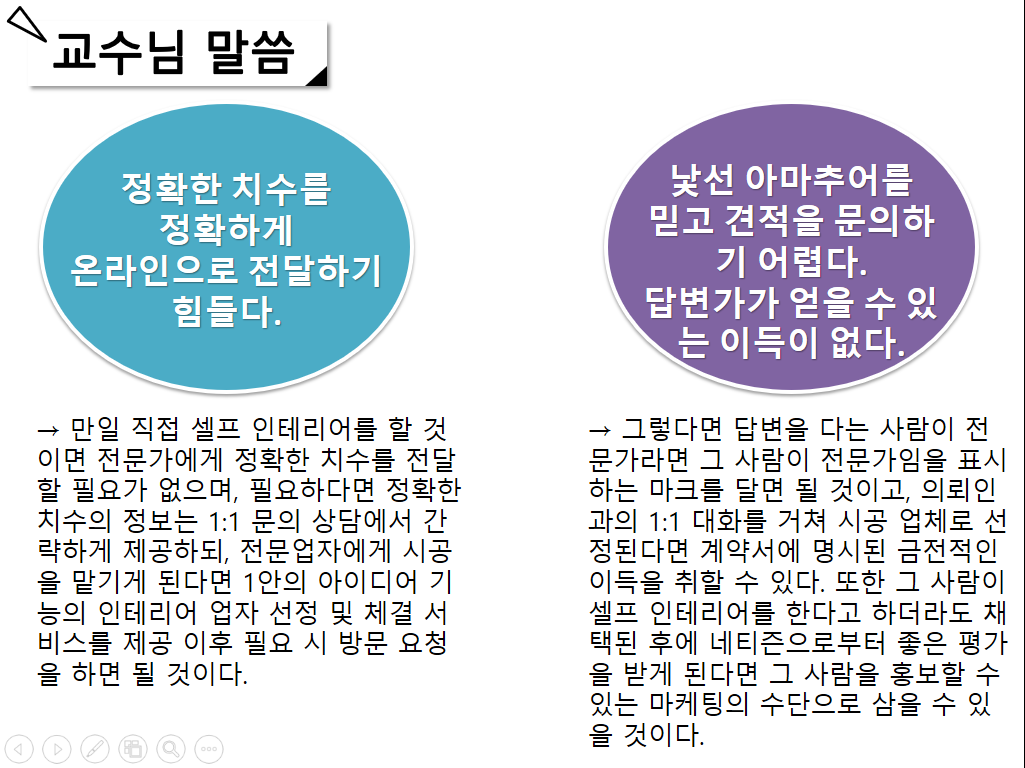 교수님 말씀
정확한 치수를
정확하게
온라인으로 전달하기
힘들다.
→ 만일 직접 셀프 인테리어를 할 것
이면 전문가에게 정확한 치수를 전달
할 필요가 없으며, 필요하다면 정확한
치수의 정보는 1:1 문의 상담에서 간
략하게 제공하되, 전문업자에게 시공
을 맡기게 된다면 1안의 아이디어 기
능의 인테리어 업자 선정 및 체결 서
비스를 제공 이후 필요 시 방문 요청
을 하면 될 것이다.
낯선 아마추어를
믿고 견적을 문의하
기 어렵다.
답변가가 얻을 수 있
는 이득이 없다.
→ 그렇다면 답변을 다는 사람이 전
문가라면 그 사람이 전문가임을 표시
하는 마크를 달면 될 것이고, 의뢰인
과의 1:1 대화를 거쳐 시공 업체로 선
정된다면 계약서에 명시된 금전적인
이득을 취할 수 있다. 또한 그 사람이
셀프 인테리어를 한다고 하더라도 채
택된 후에 네티즌으로부터 좋은 평가
을 받게 된다면 그 사람을 홍보할 수
있는 마케팅의 수단으로 삼을 수 있
을 것이다.